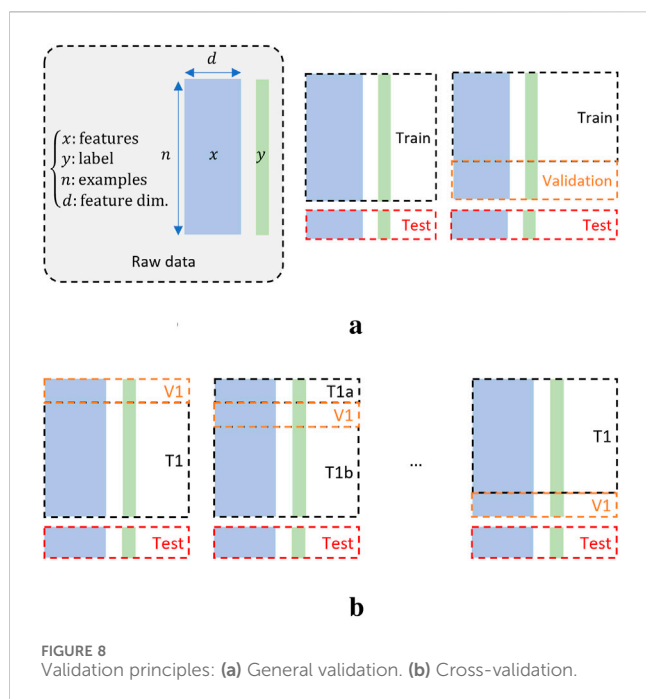 d
x: features
y: label
n: examples
d: feature dim.
n
x
y
Raw data
Train
Test
Train
Validation
Test
a
V1
T1
Test
T1a
V1
T1b
Test
...
T1
V1
Test
b
FIGURE 8
Validation principles: (a) General validation. (b) Cross-validation.